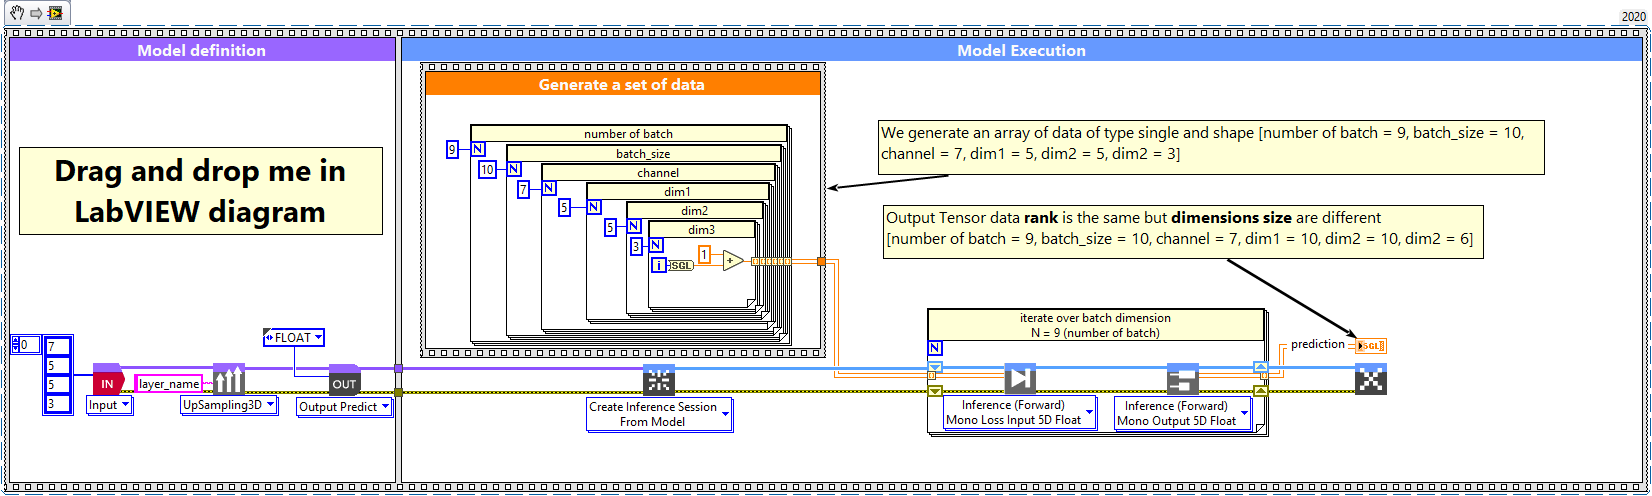 2020
Model definition
Model Execution
Generate a set of data
Drag and drop me in
LabVIEW diagram
number of batch
9
N
batch_size
10
N
channel
7
N
dim1
5
N
dim2
5
N
dim3
3
N
i
SGL
1
+
We generate an array of data of type single and shape [number of batch = 9, batch_size = 10,
channel = 7, dim1 = 5, dim2 = 5, dim2 = 3]
Output Tensor data rank is the same but dimensions size are different
[number of batch = 9, batch_size = 10, channel = 7, dim1 = 10, dim2 = 10, dim2 = 6]
0
7
5
5
3
IN
Input
layer_name
UpSampling3D
FLOAT
OUT
Output Predict
Create Inference Session
From Model
iterate over batch dimension
N = 9 (number of batch)
N
Inference (Forward)
Mono Loss Input 5D Float
Inference (Forward)
Mono Output 5D Float
prediction
SGL